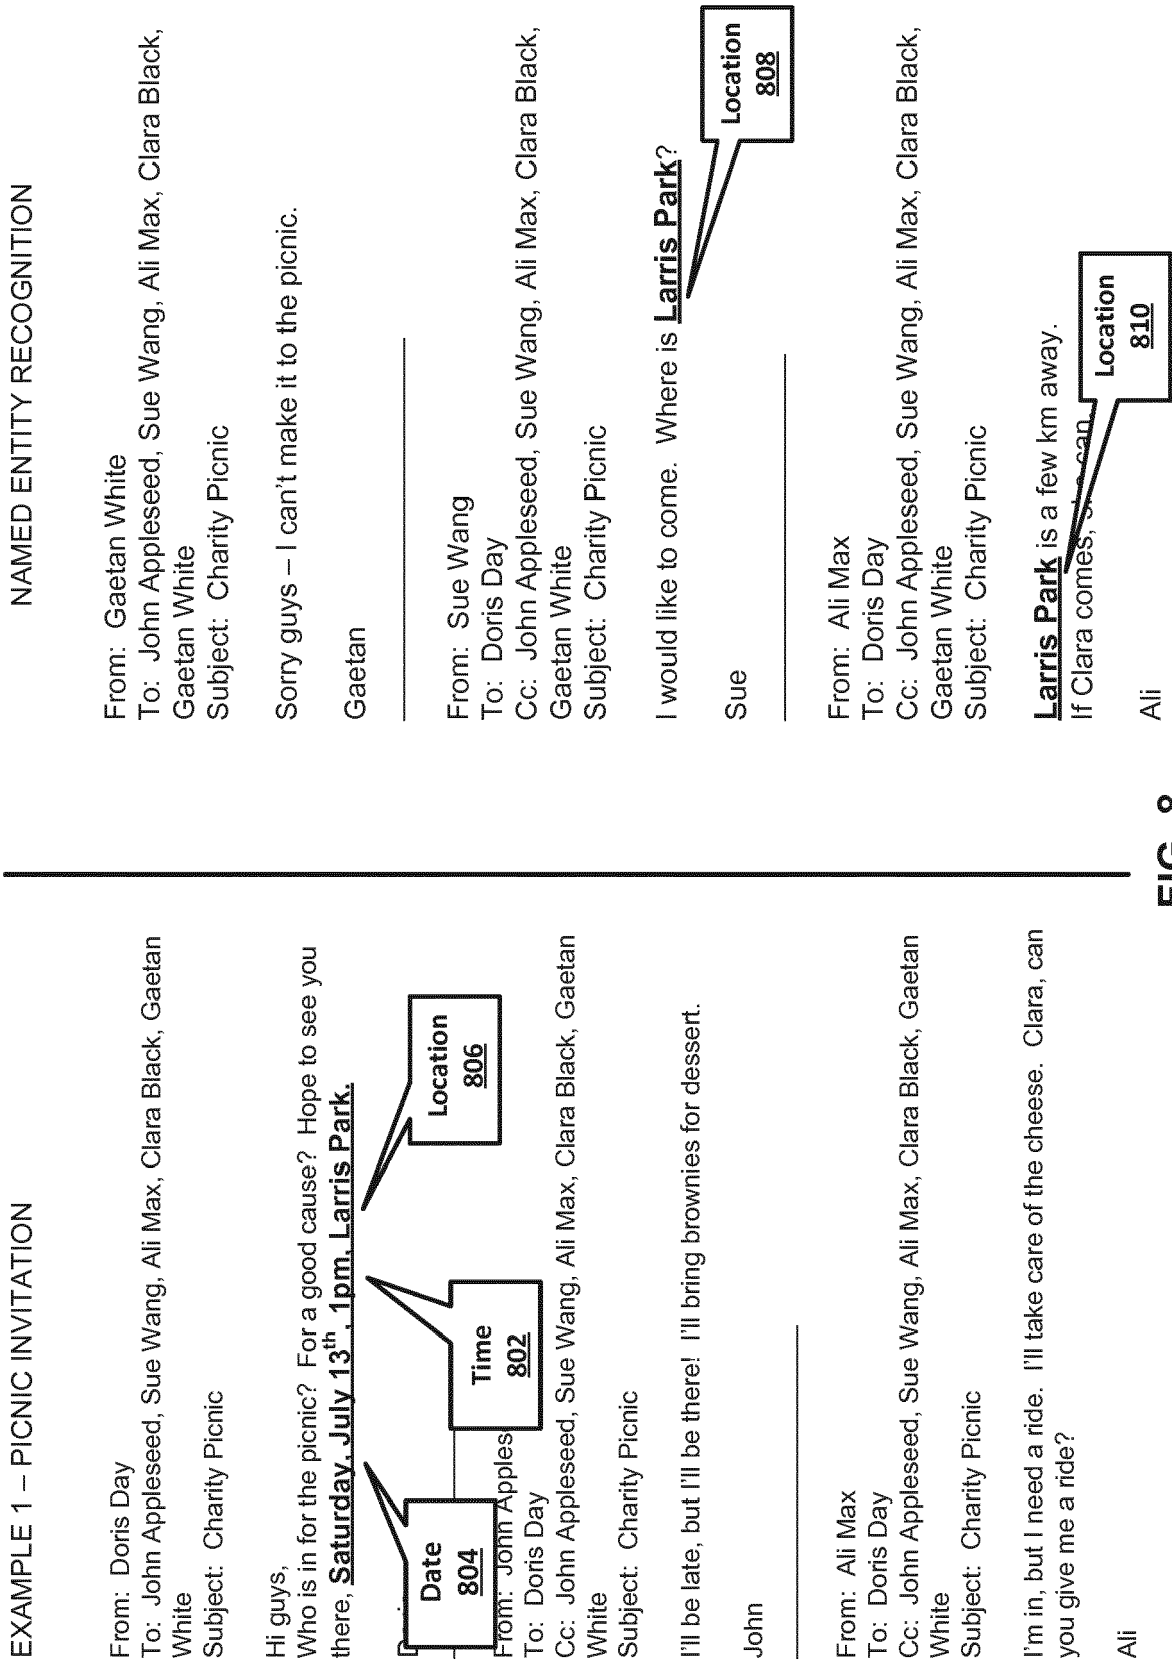 EXAMPLE 1 – PICNIC INVITATION
From: Doris Day
To: John Appleseed, Sue Wang, Ali Max, Clara Black, Gaetan
White
Subject: Charity Picnic
Hi guys,
Who is in for the picnic? For a good cause? Hope to see you
there, Saturday, July 13th, 1pm, Larris Park.
Date
804
Time
802
Location
806
From: John Apples
To: Doris Day
Cc: John Appleseed, Sue Wang, Ali Max, Clara Black, Gaetan
White
Subject: Charity Picnic
I'll be late, but I'll be there! I'll bring brownies for dessert.
John
From: Ali Max
To: Doris Day
Cc: John Appleseed, Sue Wang, Ali Max, Clara Black, Gaetan
White
Subject: Charity Picnic
I'm in, but I need a ride. I'll take care of the cheese. Clara, can
you give me a ride?
Ali
NAMED ENTITY RECOGNITION
From: Gaetan White
To: John Appleseed, Sue Wang, Ali Max, Clara Black,
Gaetan White
Subject: Charity Picnic
Sorry guys – I can't make it to the picnic.
Gaetan
From: Sue Wang
To: Doris Day
Cc: John Appleseed, Sue Wang, Ali Max, Clara Black,
Gaetan White
Subject: Charity Picnic
I would like to come. Where is Larris Park?
Location
808
Sue
From: Ali Max
To: Doris Day
Cc: John Appleseed, Sue Wang, Ali Max, Clara Black,
Gaetan White
Subject: Charity Picnic
Larris Park is a few km away.
If Clara comes, she can
Location
810
Ali
FIG. 8